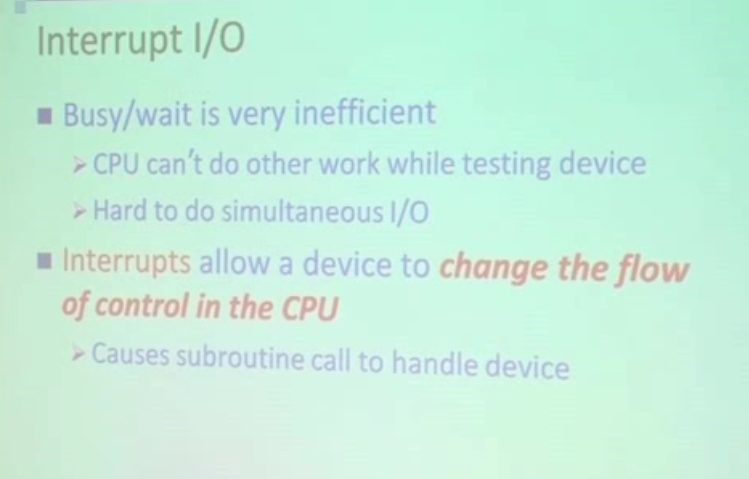 Interrupt I/O
■ Busy/wait is very inefficient
➢ CPU can't do other work while testing device
➢ Hard to do simultaneous I/O
■ Interrupts allow a device to change the flow
of control in the CPU
➢ Causes subroutine call to handle device